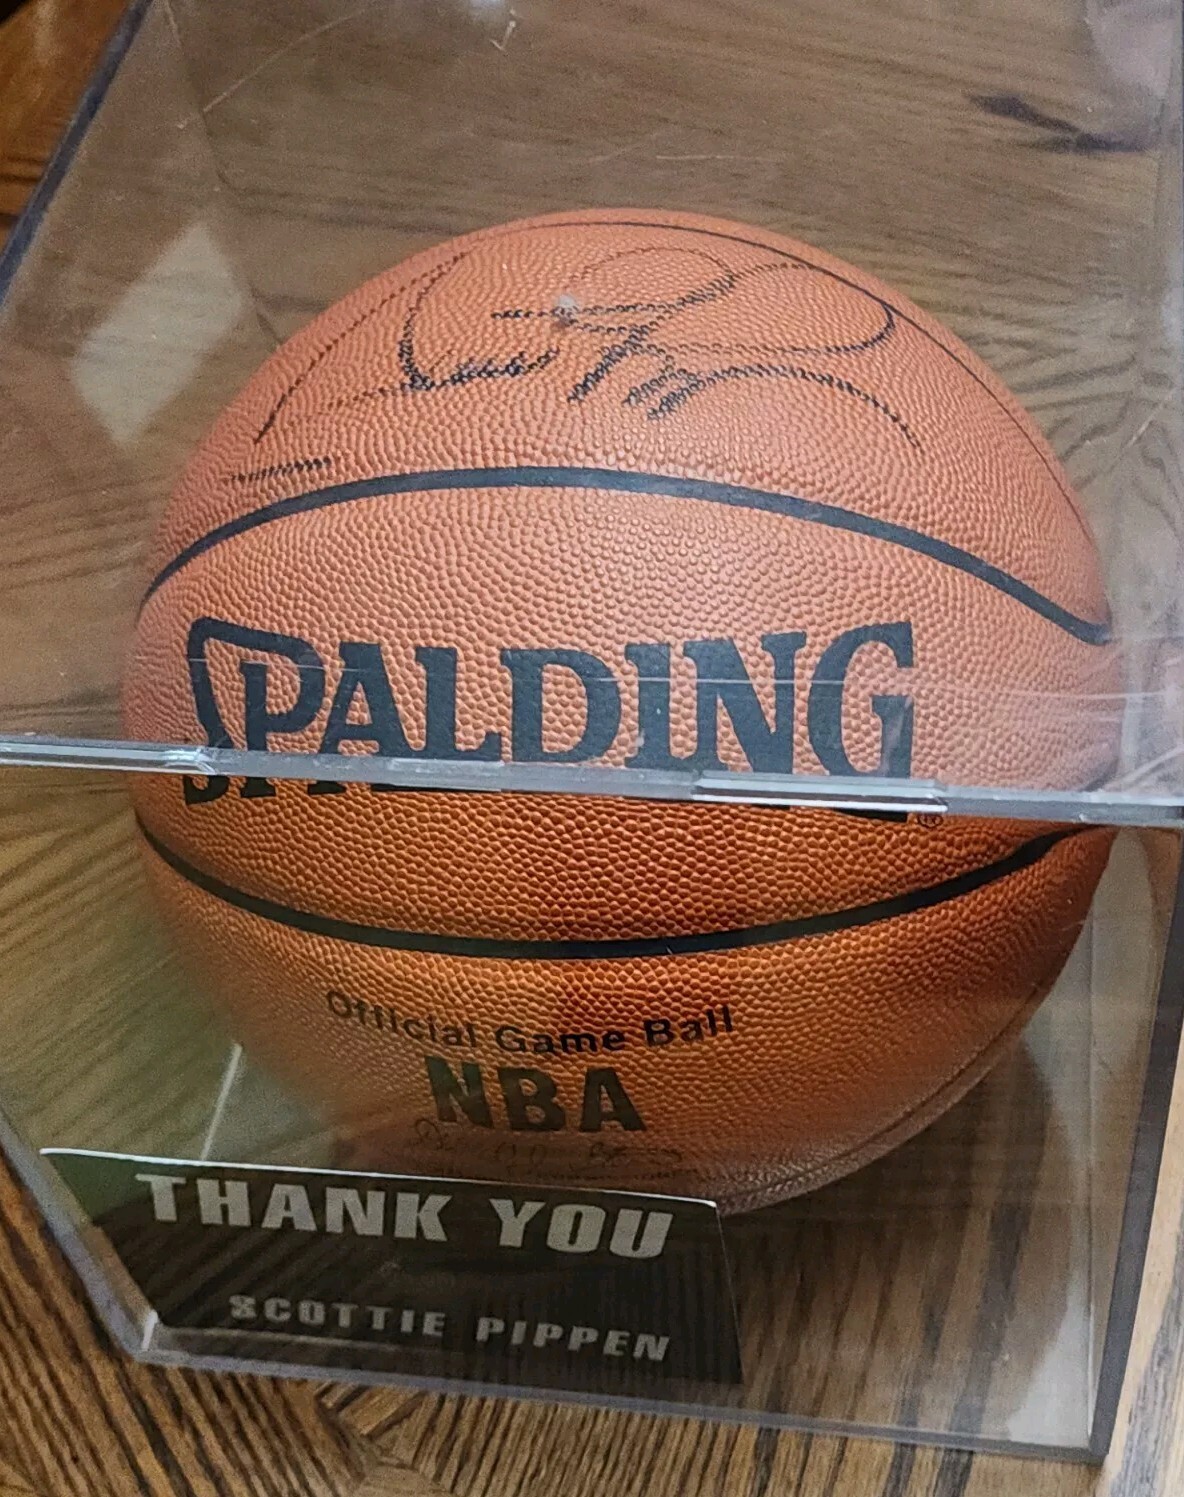 SPALDING
Official Game Ball
NBA
THANK YOU
SCOTTIE PIPPEN